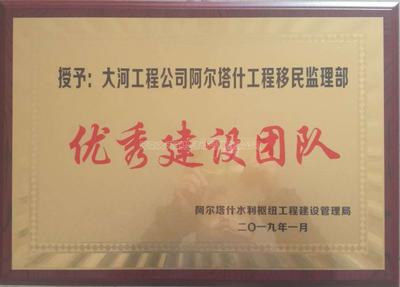 授予：大河工程公司阿尔塔什工程移民监理部
优秀建设团队
阿尔塔什水利枢纽工程建设管理局
二〇一九年一月